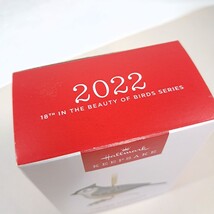 2022
18TH IN THE BEAUTY OF BIRDS SERIES
Hallmark
KEEPSAKE